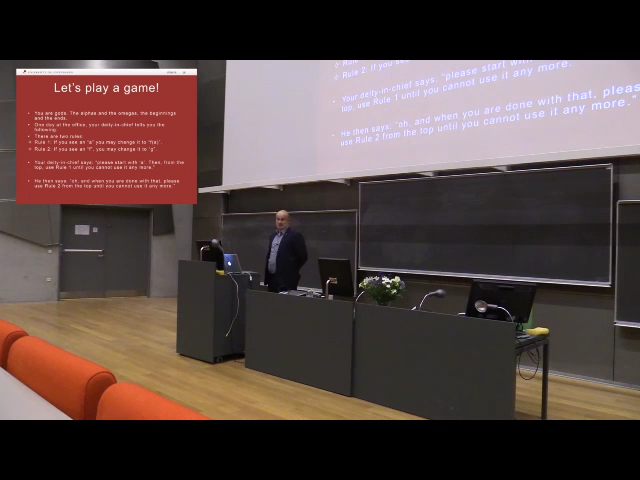 Let's play a game!
You are gods. The alphas and the omegas, the beginnings
and the ends.
One day at the office, your deity-in-chief tells you the
following.
There are two rules:
Rule 1: If you see an "a" you may change it to "f(a)".
Rule 2: If you see an "f", you may change it to "g".
Your deity-in-chief says: "please start with 'a'. Then, from the
top, use Rule 1 until you cannot use it any more."
He then says: "oh, and when you are done with that, please
use Rule 2 from the top until you cannot use it any more."
Rule 2: If you see
Your deity-in-chief says: "please start with
top, use Rule 1 until you cannot use it any more."
He then says: "oh, and when you are done with that, please
use Rule 2 from the top until you cannot use it any more."